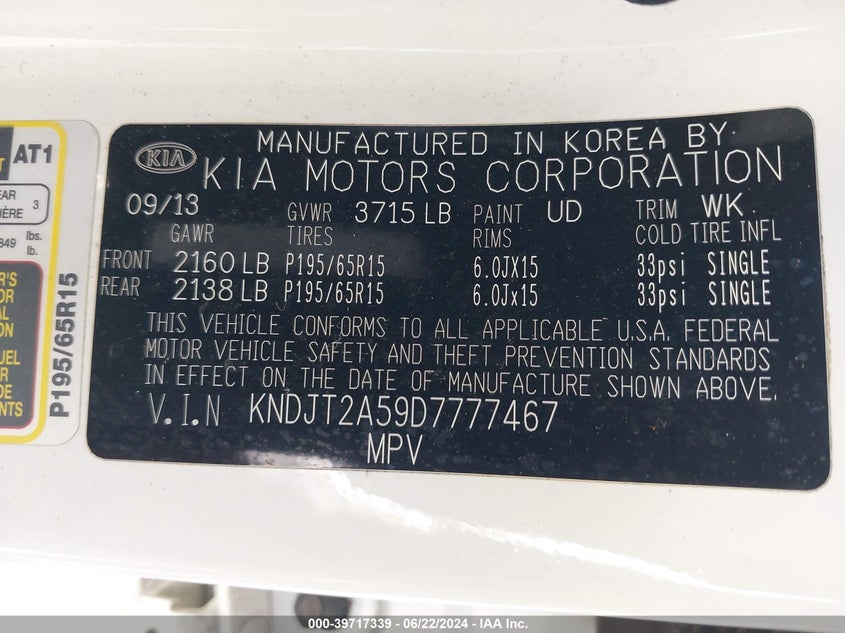 MANUFACTURED IN KOREA BY
KIA KIA MOTORS CORPORATION
09/13 GVWR 3715 LB PAINT UD TRIM WK
GAWR TIRES RIMS COLD TIRE INFL
FRONT 2160 LB P195/65R15 6.0JX15 33psi SINGLE
REAR 2138 LB P195/65R15 6.0Jx15 33psi SINGLE
THIS VEHICLE CONFORMS TO ALL APPLICABLE U.S.A. FEDERAL
MOTOR VEHICLE SAFETY AND THEFT PREVENTION STANDARDS
IN EFFECT ON THE DATE OF MANUFACTURE SHOWN ABOVE.
V.I.N KNDJT2A59D7777467
MPV
AT1
3
849 lbs.
lb.
P195/65R15
000-39717339 - 06/22/2024 - IAA Inc.